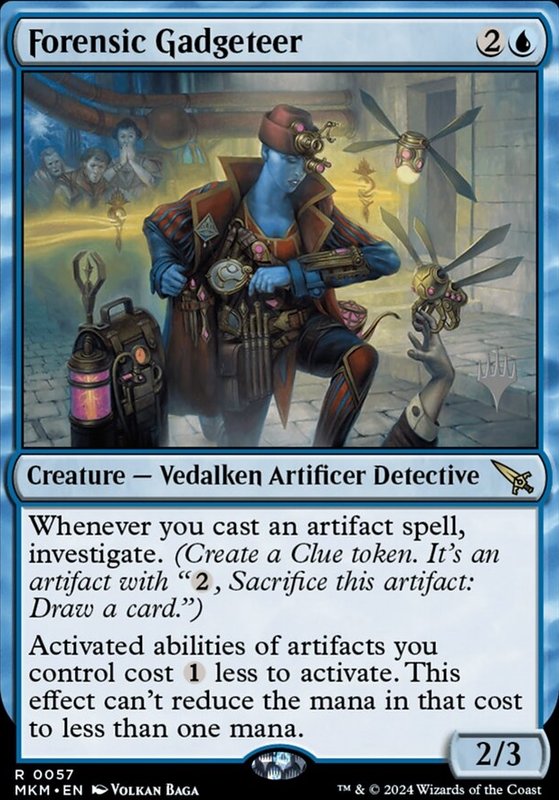 Forensic Gadgeteer 2
Creature — Vedalken Artificer Detective
Whenever you cast an artifact spell,
investigate. (Create a Clue token. It's an
artifact with “2, Sacrifice this artifact:
Draw a card.”)
Activated abilities of artifacts you
control cost 1 less to activate. This
effect can't reduce the mana in that cost
to less than one mana.
2/3
R 0057
MKM • EN Volkan Baga
™ & © 2024 Wizards of the Coast